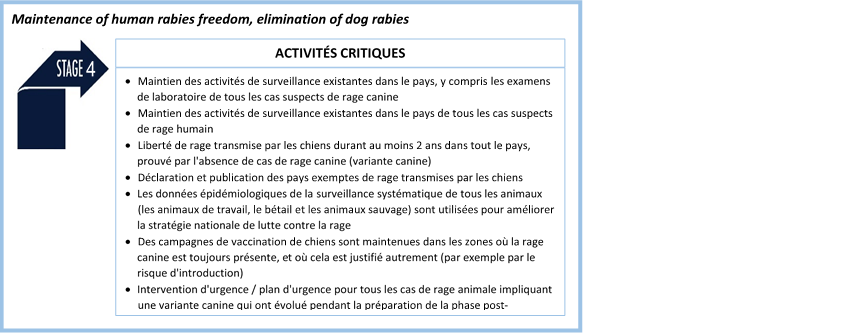 Maintenance of human rabies freedom, elimination of dog rabies
STAGE 4
ACTIVITÉS CRITIQUES
• Maintien des activités de surveillance existantes dans le pays, y compris les examens
de laboratoire de tous les cas suspects de rage canine
• Maintien des activités de surveillance existantes dans le pays de tous les cas suspects
de rage humain
• Liberté de rage transmise par les chiens durant au moins 2 ans dans tout le pays,
prouvé par l'absence de cas de rage canine (variante canine)
• Déclaration et publication des pays exemptes de rage transmises par les chiens
• Les données épidémiologiques de la surveillance systématique de tous les animaux
(les animaux de travail, le bétail et les animaux sauvage) sont utilisées pour améliorer
la stratégie nationale de lutte contre la rage
• Des campagnes de vaccination de chiens sont maintenues dans les zones où la rage
canine est toujours présente, et où cela est justifié autrement (par exemple par le
risque d'introduction)
• Intervention d'urgence / plan d'urgence pour tous les cas de rage animale impliquant
une variante canine qui ont évolué pendant la préparation de la phase post-